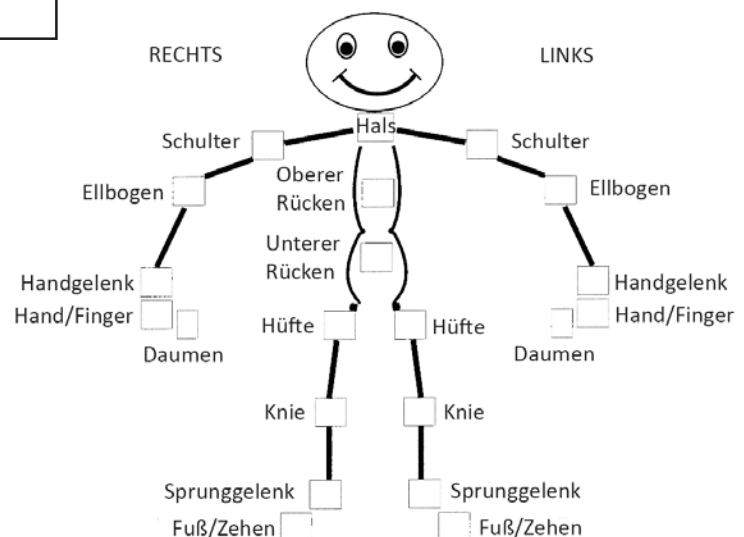 RECHTS LINKS
Hals
Schulter Schulter
Oberer
Rücken
Ellbogen Ellbogen
Unterer
Rücken
Handgelenk Handgelenk
Hand/Finger Hand/Finger
Hüfte Hüfte
Daumen Daumen
Knie Knie
Sprunggelenk Sprunggelenk
Fuß/Zehen Fuß/Zehen